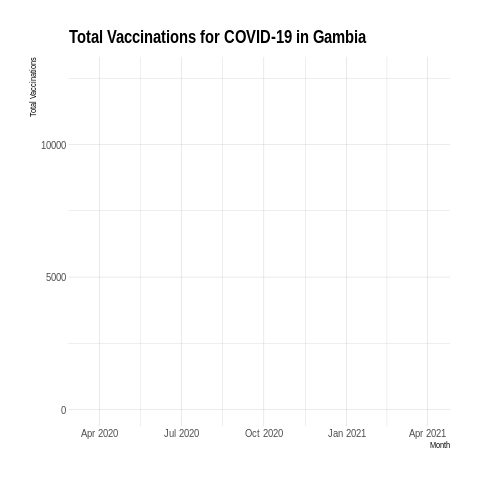 Total Vaccinations for COVID-19 in Gambia
Total Vaccinations
10000
5000
0
Apr 2020 Jul 2020 Oct 2020 Jan 2021 Apr 2021
Month